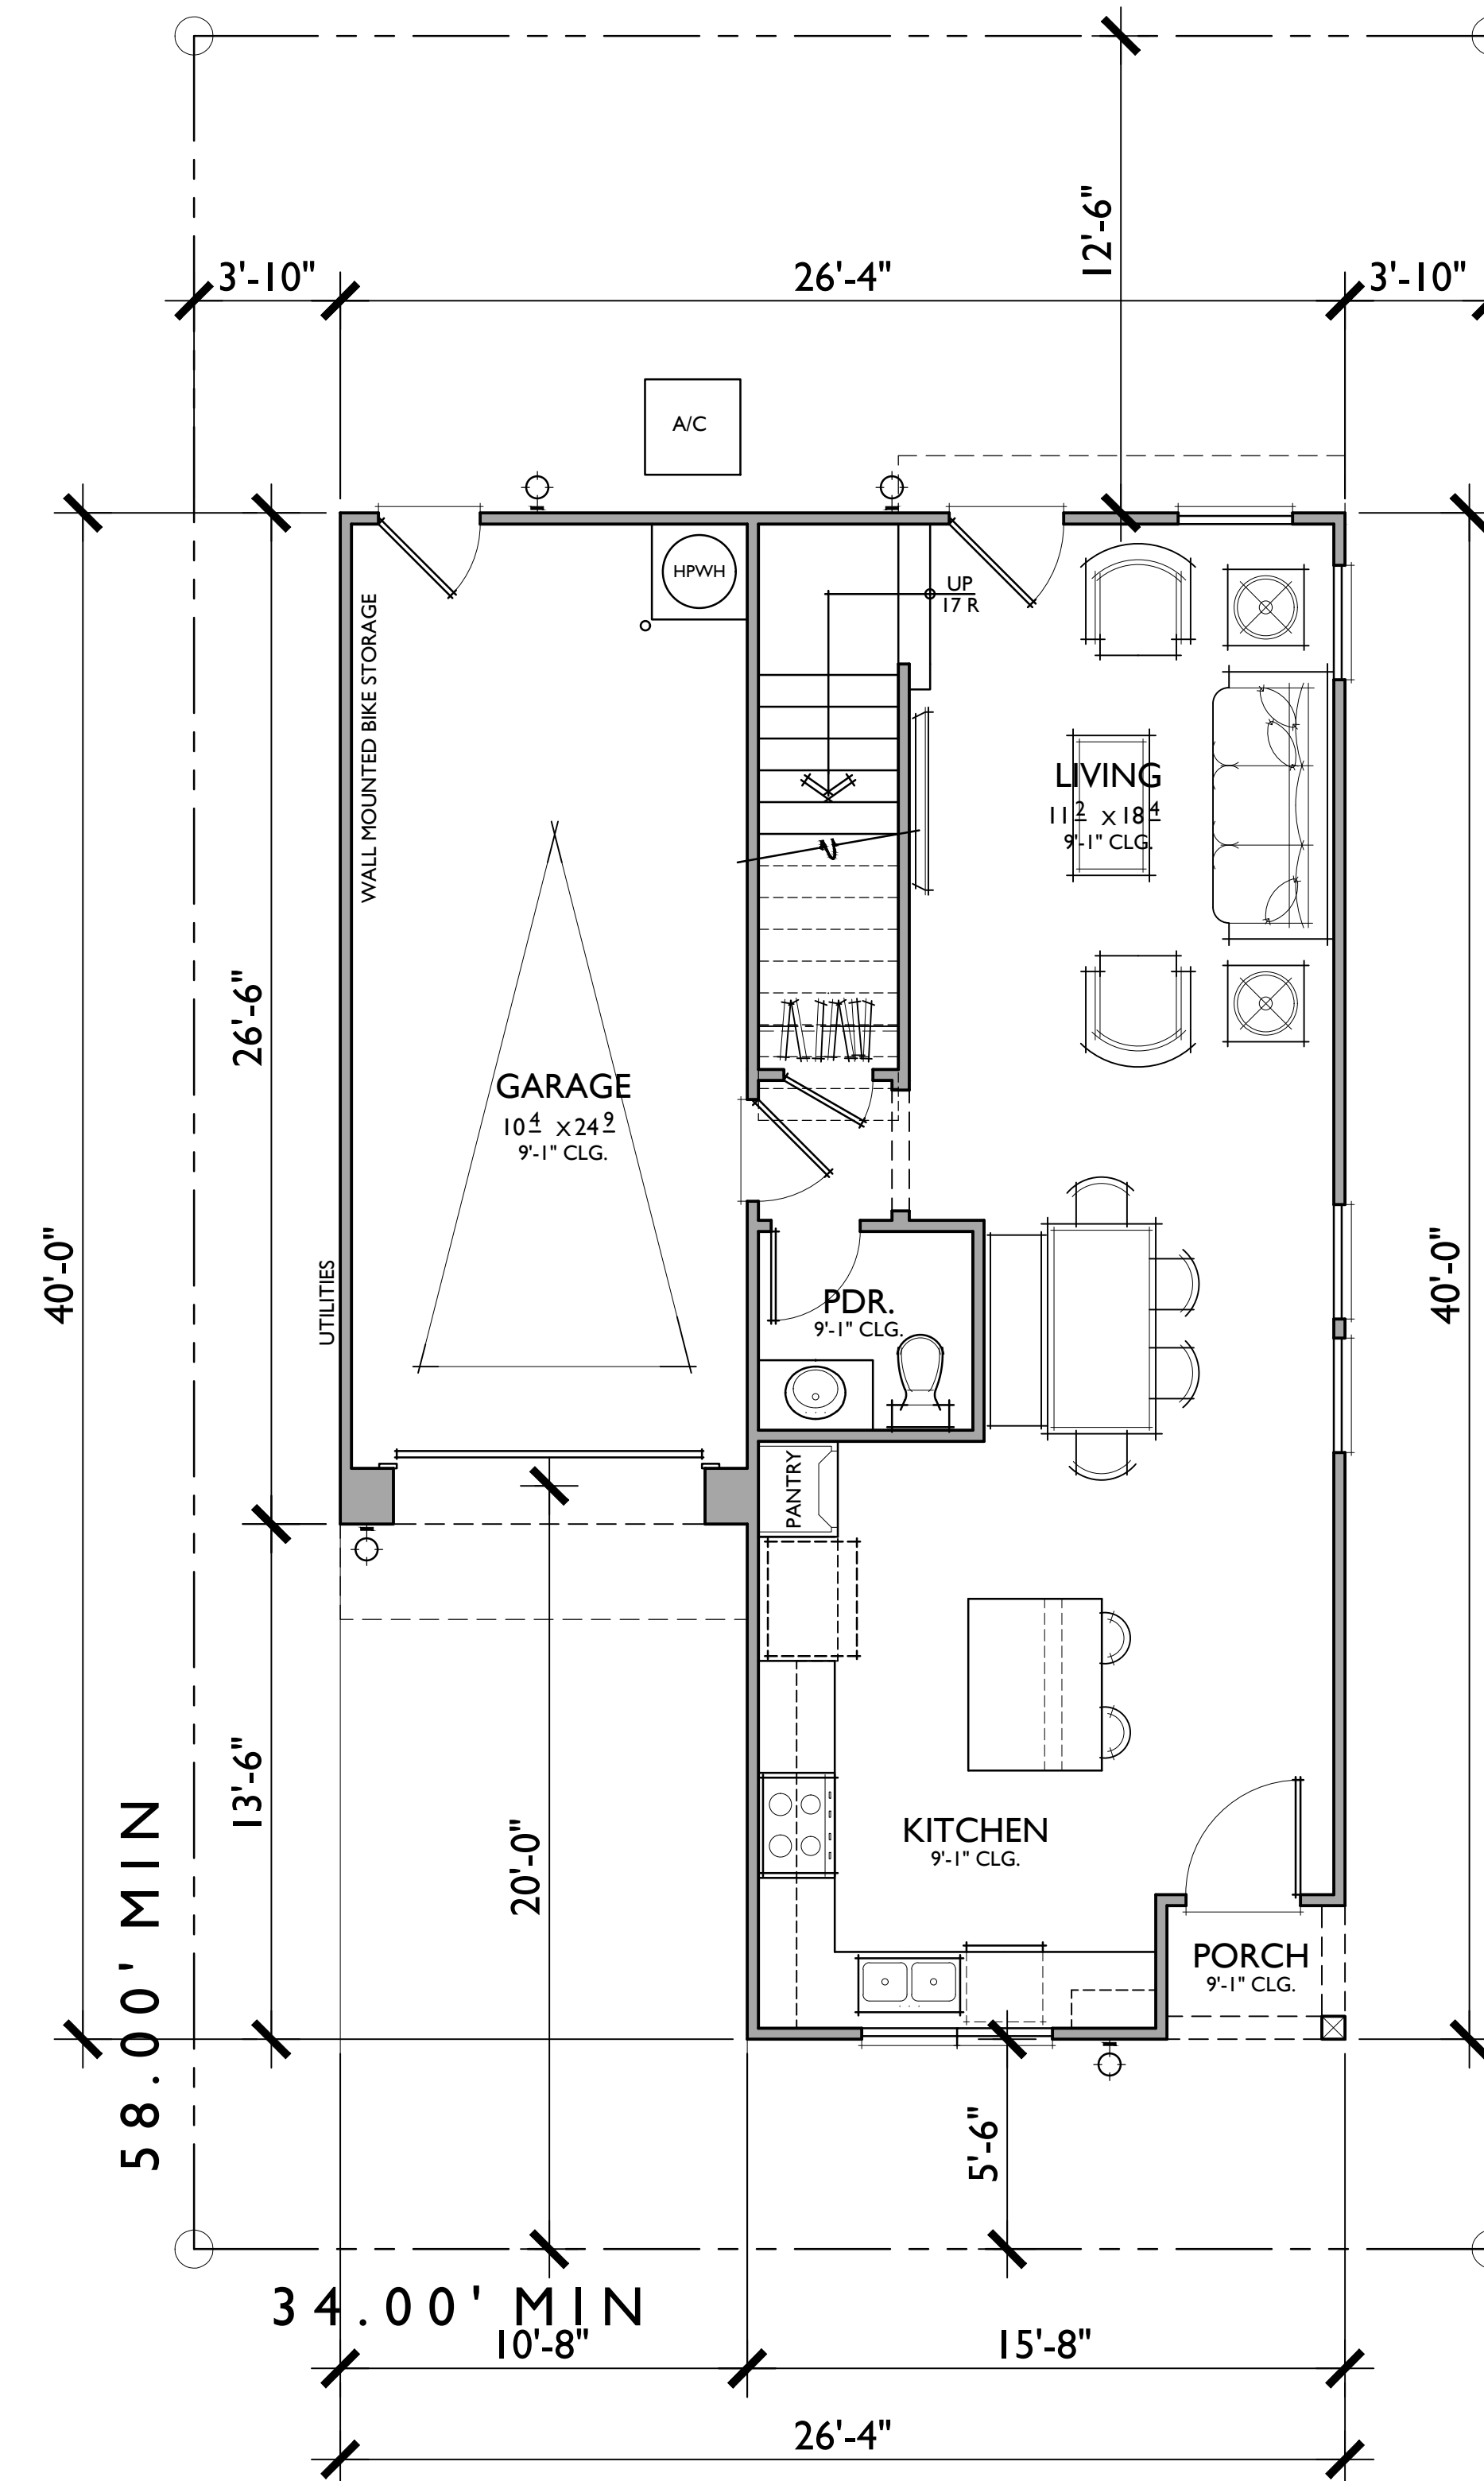 12'-6"
3'-10"
26'-4"
3'-10"
A/C
HPWH
UP
17 R
WALL MOUNTED BIKE STORAGE
LIVING
11 2 X 18 4
9'-1" CLG.
26'-6"
GARAGE
10 4 X 24 9
9'-1" CLG.
40'-0"
40'-0"
UTILITIES
PDR.
9'-1" CLG.
PANTRY
13'-6"
20'-0"
KITCHEN
9'-1" CLG.
PORCH
9'-1" CLG.
58.00' MIN
5'-6"
34.00' MIN
10'-8"
15'-8"
26'-4"